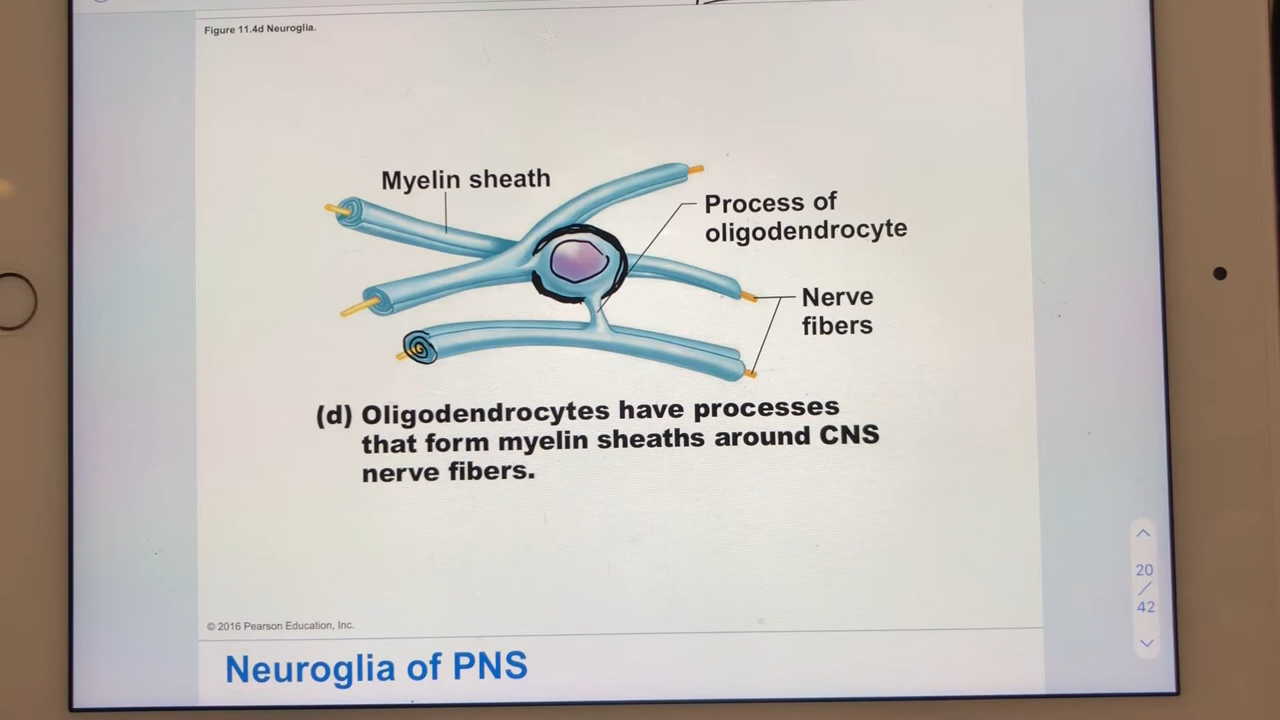 Figure 11.4d Neuroglia.
Myelin sheath
Process of
oligodendrocyte
Nerve
fibers
(d) Oligodendrocytes have processes
that form myelin sheaths around CNS
nerve fibers.
20
/
42
© 2016 Pearson Education, Inc.
Neuroglia of PNS